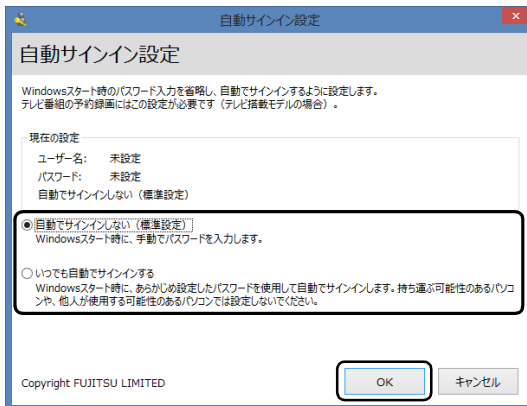 自動サインイン設定
自動サインイン設定
Windowsスタート時のパスワード入力を省略し、自動でサインインするように設定します。
テレビ番組の予約録画にはこの設定が必要です（テレビ搭載モデルの場合）。
現在の設定
ユーザー名: 未設定
パスワード: 未設定
自動でサインインしない（標準設定）
自動でサインインしない（標準設定）
Windowsスタート時に、手動でパスワードを入力します。
いつでも自動でサインインする
Windowsスタート時に、あらかじめ設定したパスワードを使用して自動でサインインします。持ち運ぶ可能性のあるパソコ
ンや、他人が使用する可能性のあるパソコンでは設定しないでください。
Copyright FUJITSU LIMITED
OK
キャンセル